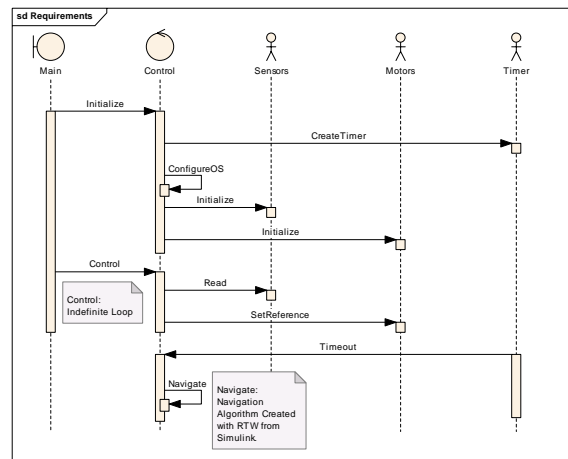 sd Requirements
Main
Control
Sensors
Motors
Timer
Initialize
CreateTimer
ConfigureOS
Initialize
Initialize
Control
Control:
Indefinite Loop
Read
SetReference
Timeout
Navigate
Navigate:
Navigation
Algorithm Created
with RTW from
Simulink.